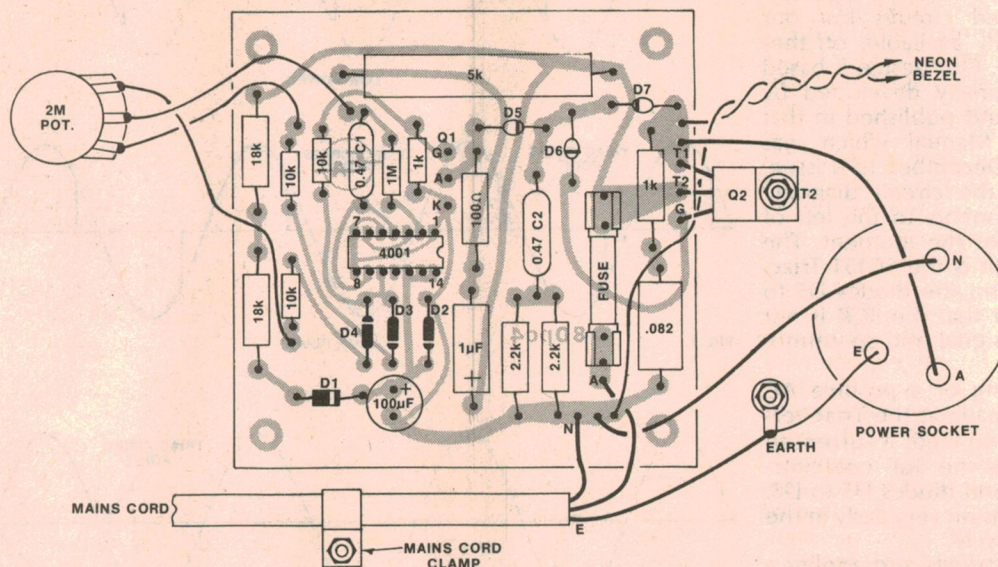 NEON
BEZEL
2M
POT.
5k
D7
D5
Q1
G
D6
18k
10k
10k
0.47 C1
1M
1k
A
K
100Ω
0.47 C2
1k
T1
T2
G
Q2
T2
7
1
4001
8
14
18k
10k
D4
D3
D2
1µF
+
2.2k
2.2k
FUSE
.082
N
E
A
POWER SOCKET
D1
+
100µF
A
N
EARTH
MAINS CORD
E
MAINS CORD
CLAMP